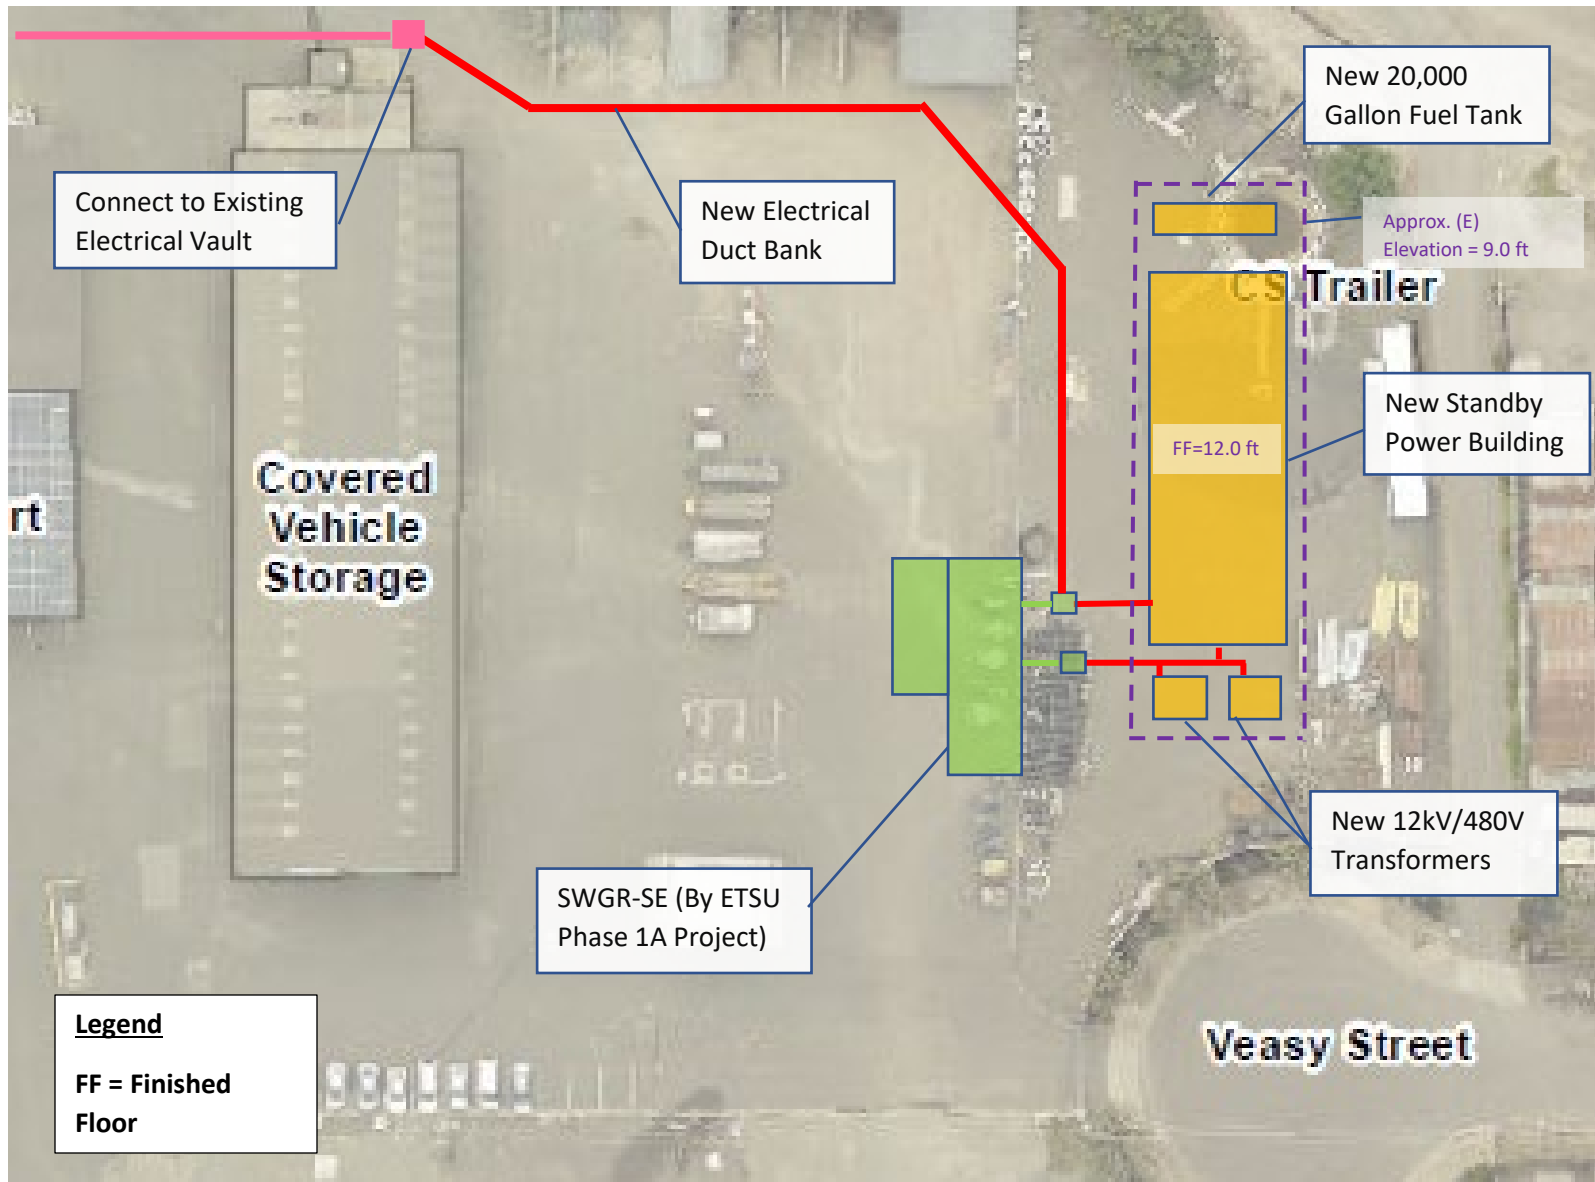 New 20,000
Gallon Fuel Tank
Connect to Existing
Electrical Vault
New Electrical
Duct Bank
Approx. (E)
Elevation = 9.0 ft
CS Trailer
New Standby
Power Building
FF=12.0 ft
Covered
Vehicle
Storage
rt
New 12kV/480V
Transformers
SWGR-SE (By ETSU
Phase 1A Project)
Legend
FF = Finished
Floor
Veasy Street